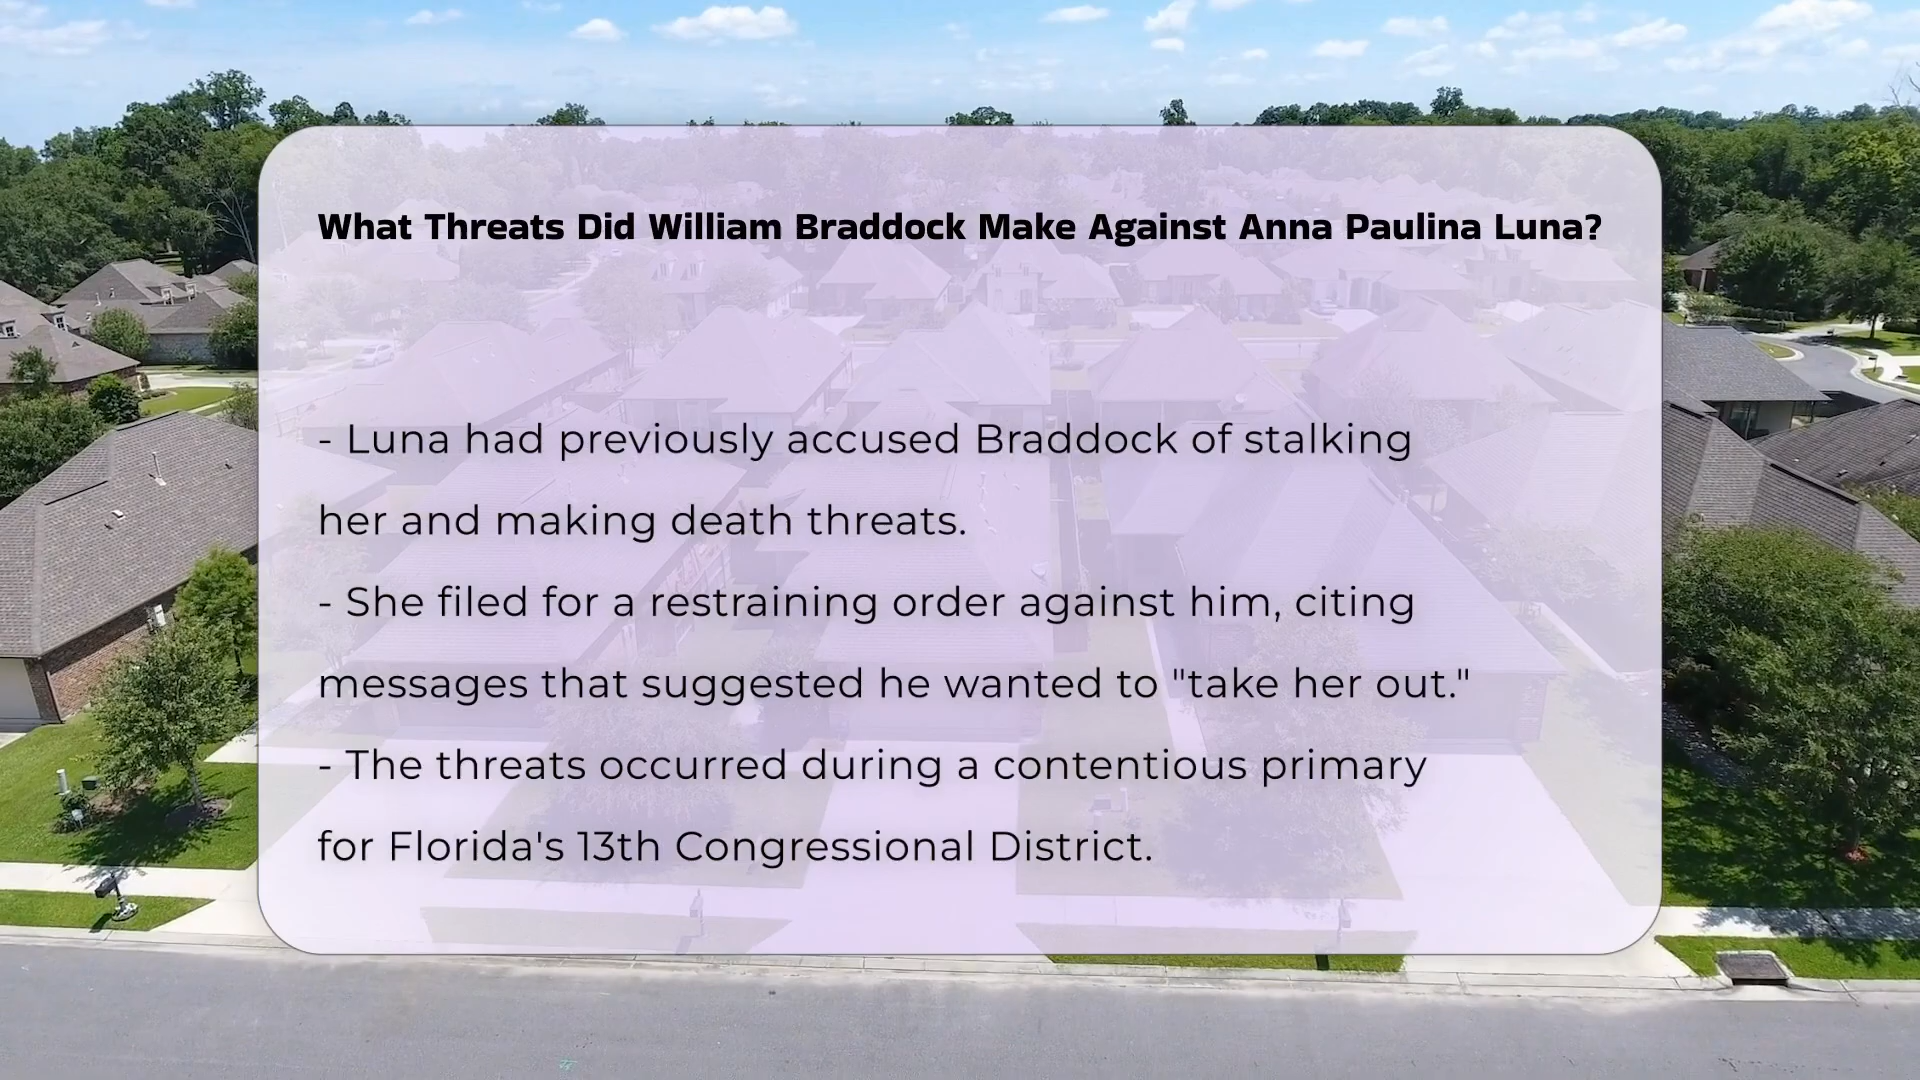 What Threats Did William Braddock Make Against Anna Paulina Luna?
- Luna had previously accused Braddock of stalking
her and making death threats.
- She filed for a restraining order against him, citing
messages that suggested he wanted to "take her out."
- The threats occurred during a contentious primary
for Florida's 13th Congressional District.